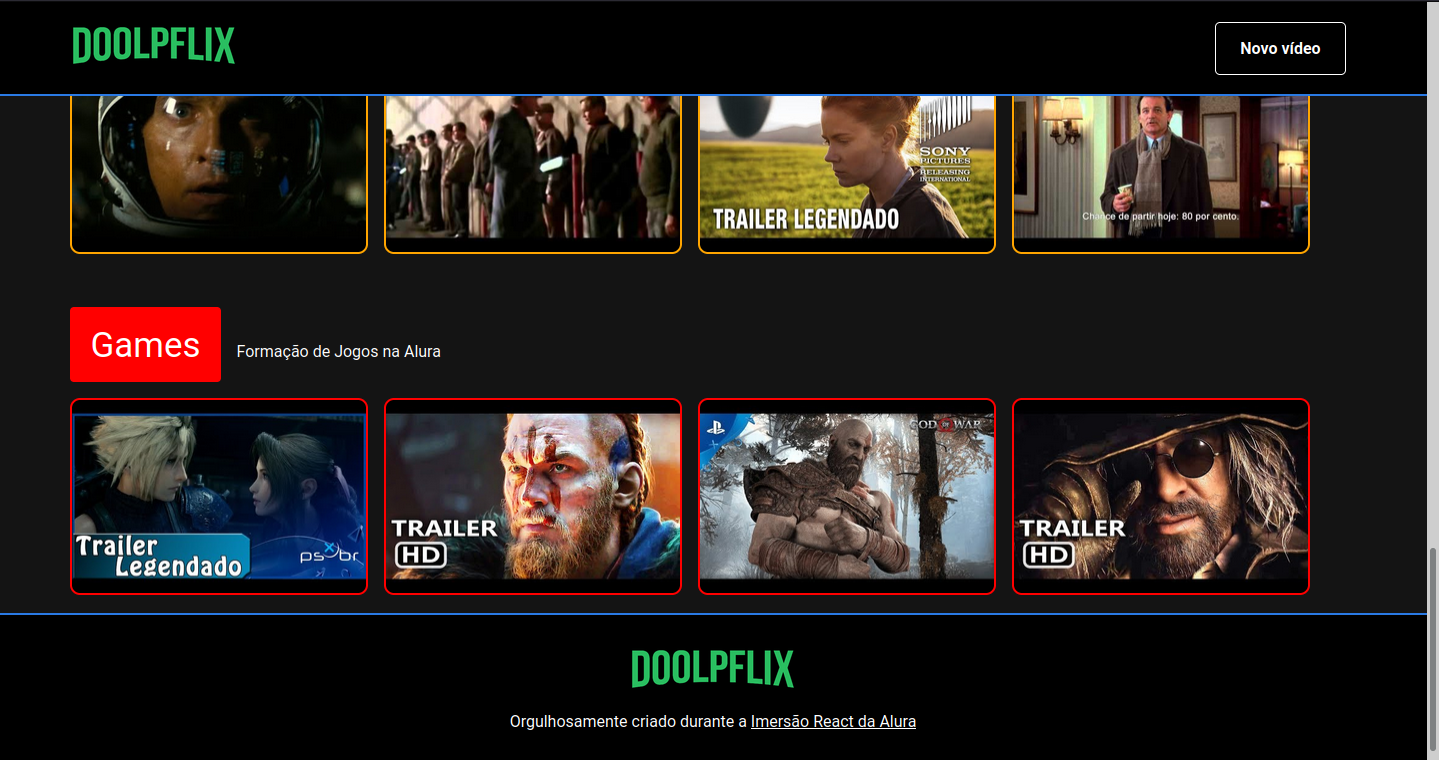 DOOLPFLIX
Novo vídeo
SONY
PICTURES
RELEASING
INTERNATIONAL
TRAILER LEGENDADO
Chance de partir hoje: 80 por cento.
Games
Formação de Jogos na Alura
Trailer
Legendado
ps br
TRAILER
HD
GOD OF WAR
TRAILER
HD
DOOLPFLIX
Orgulhosamente criado durante a Imersão React da Alura